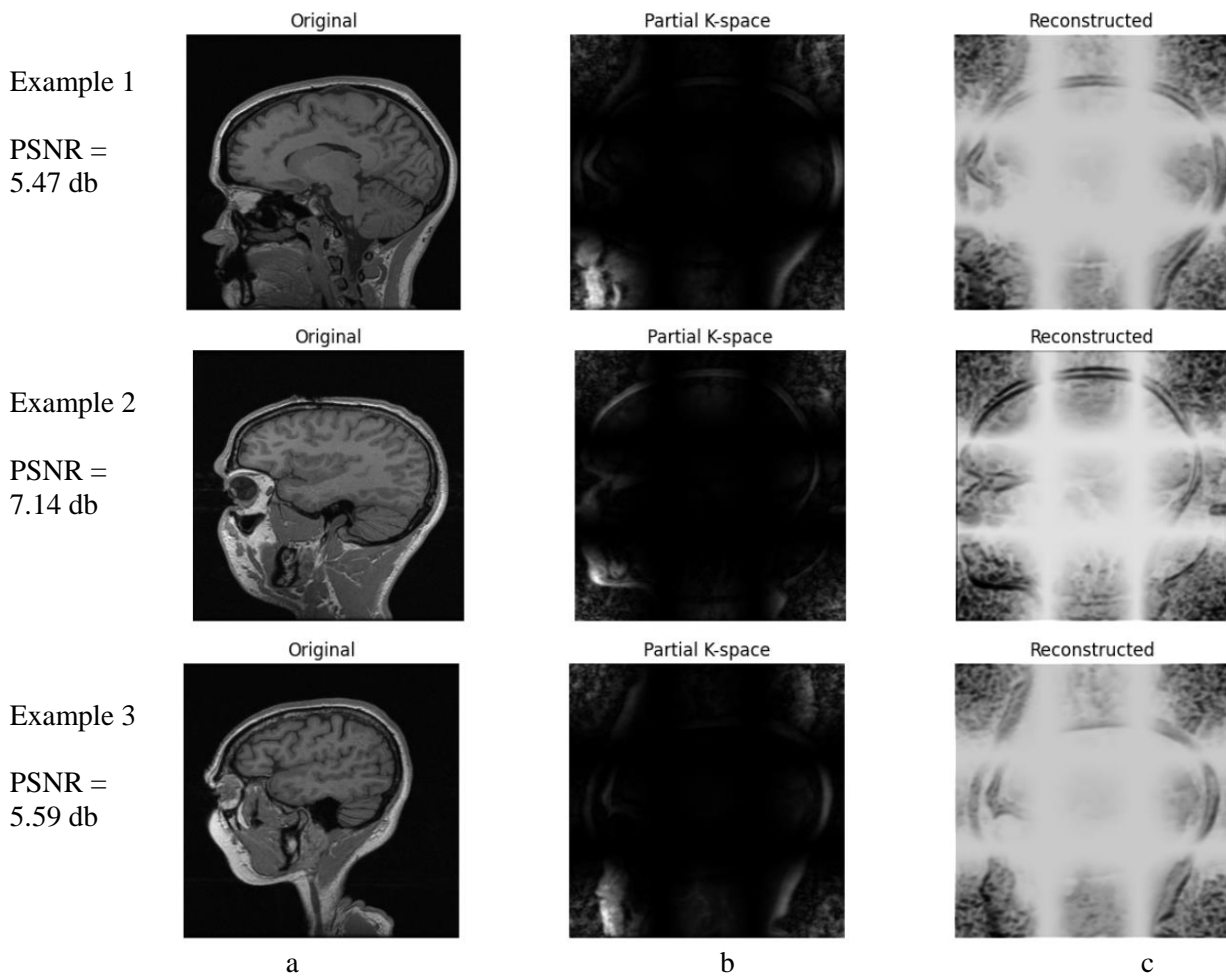 Original Partial K-space Reconstructed
Example 1
PSNR =
5.47 db
Original Partial K-space Reconstructed
Example 2
PSNR =
7.14 db
Original Partial K-space Reconstructed
Example 3
PSNR =
5.59 db
a b c